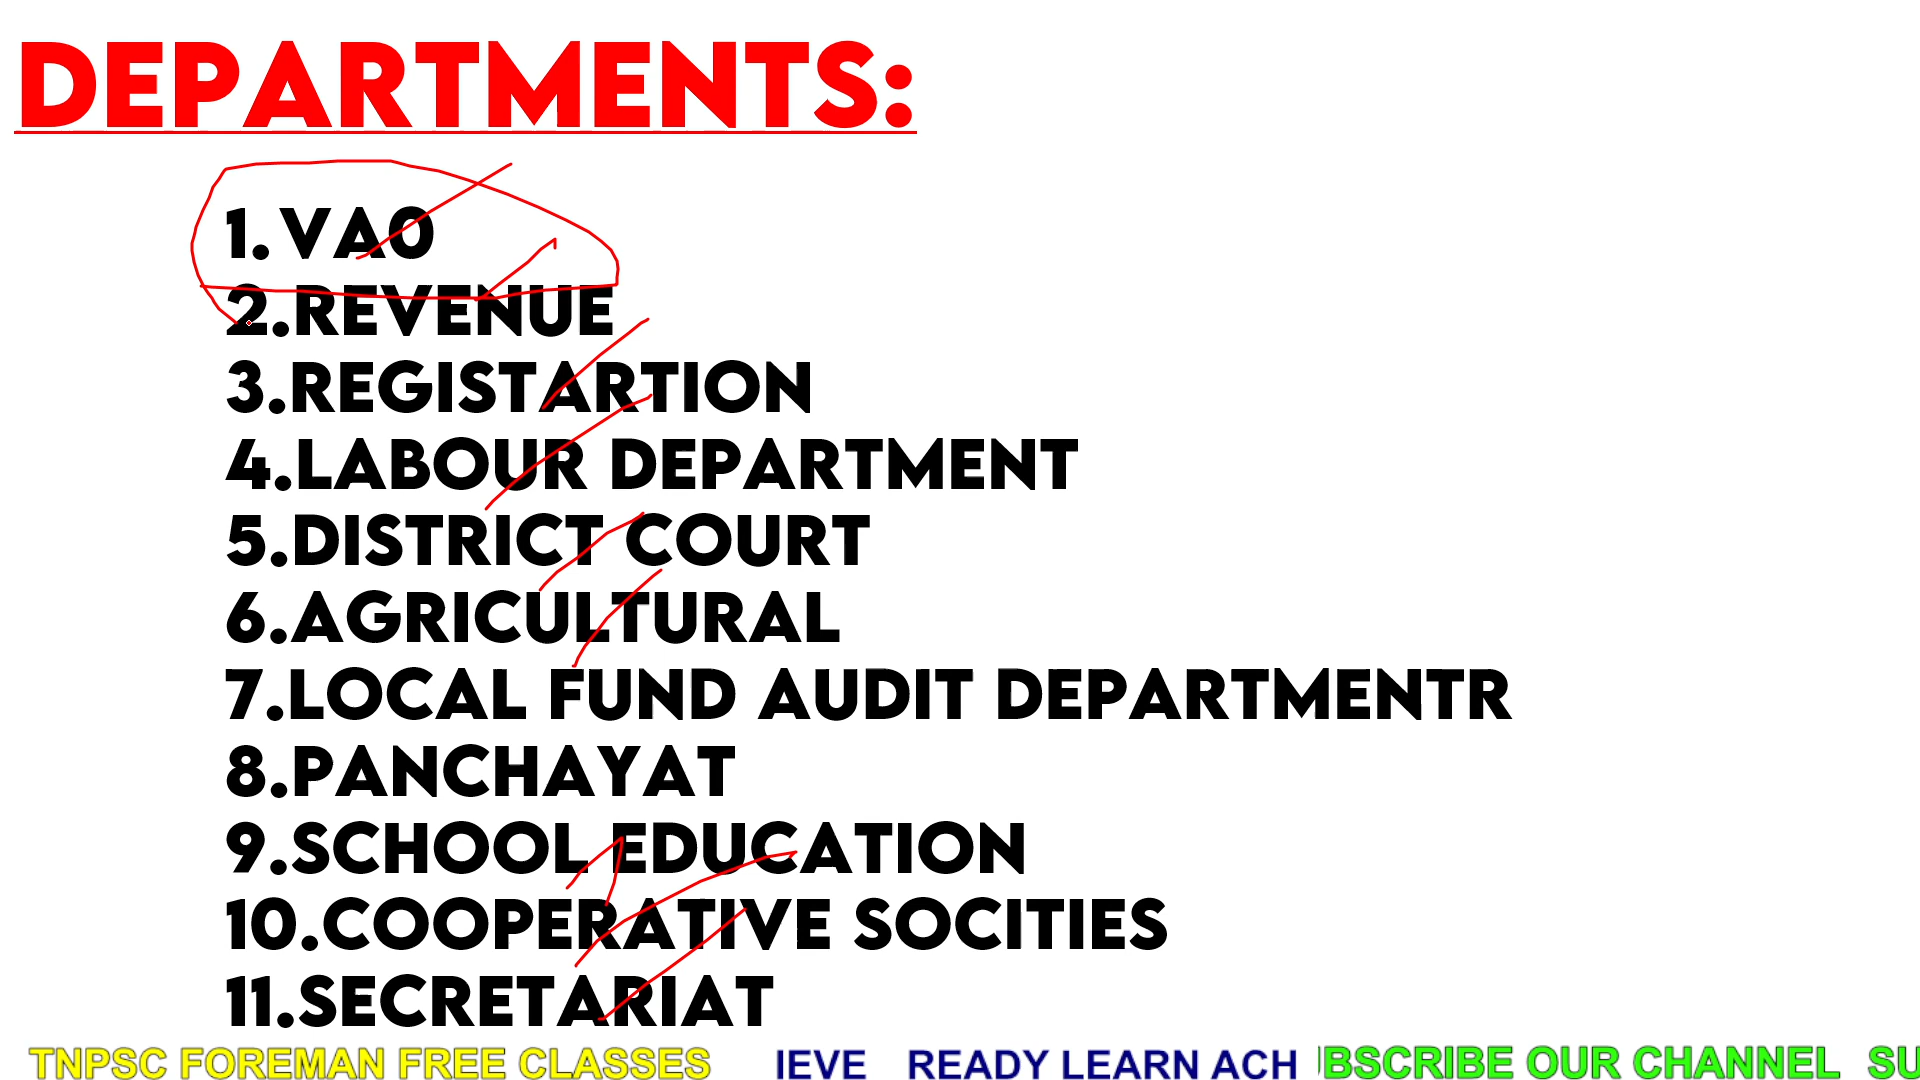 DEPARTMENTS:
1. VAO
2.REVENUE
3.REGISTARTION
4.LABOUR DEPARTMENT
5.DISTRICT COURT
6.AGRICULTURAL
7.LOCAL FUND AUDIT DEPARTMENTR
8.PANCHAYAT
9.SCHOOL EDUCATION
10.COOPERATIVE SOCITIES
11.SECRETARIAT
TNPSC FOREMAN FREE CLASSES IEVE READY LEARN ACH BSCRIBE OUR CHANNEL SU